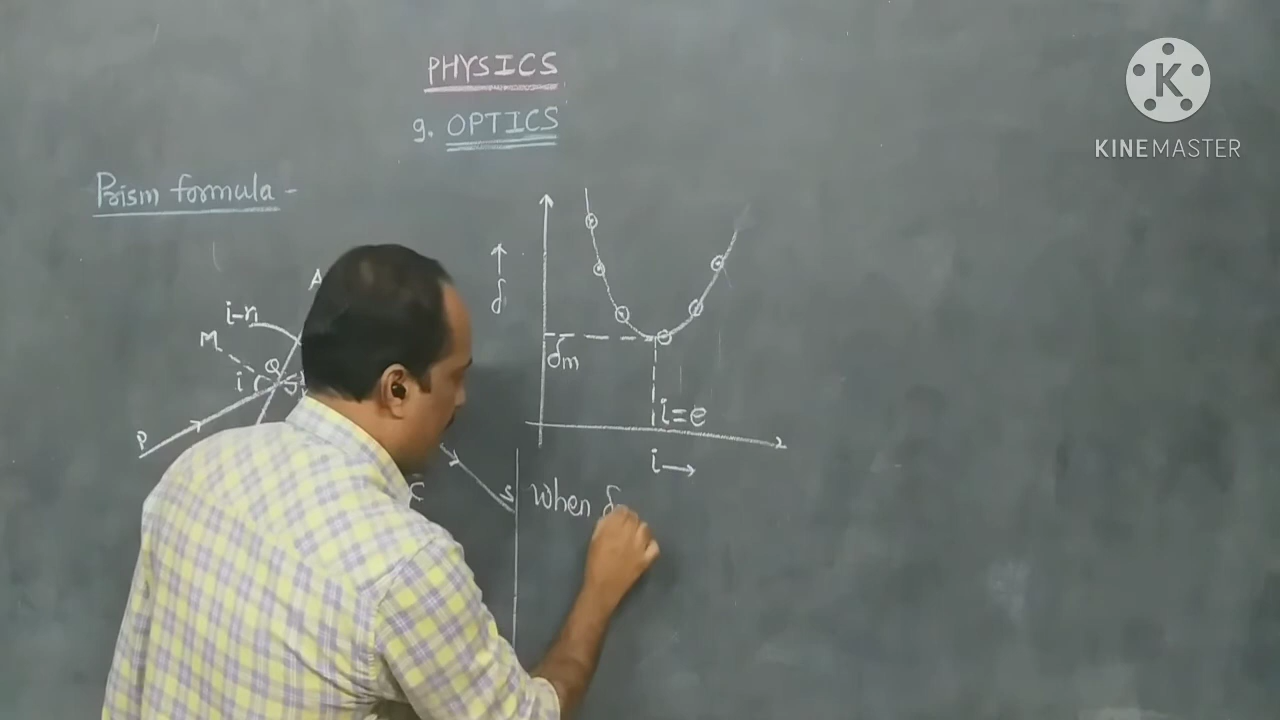 PHYSICS
9. OPTICS
K
KINEMASTER
Prism formula -
A
i-r₁
M
Q
i
P
C
S
δ
δm
i=e
i
When δ